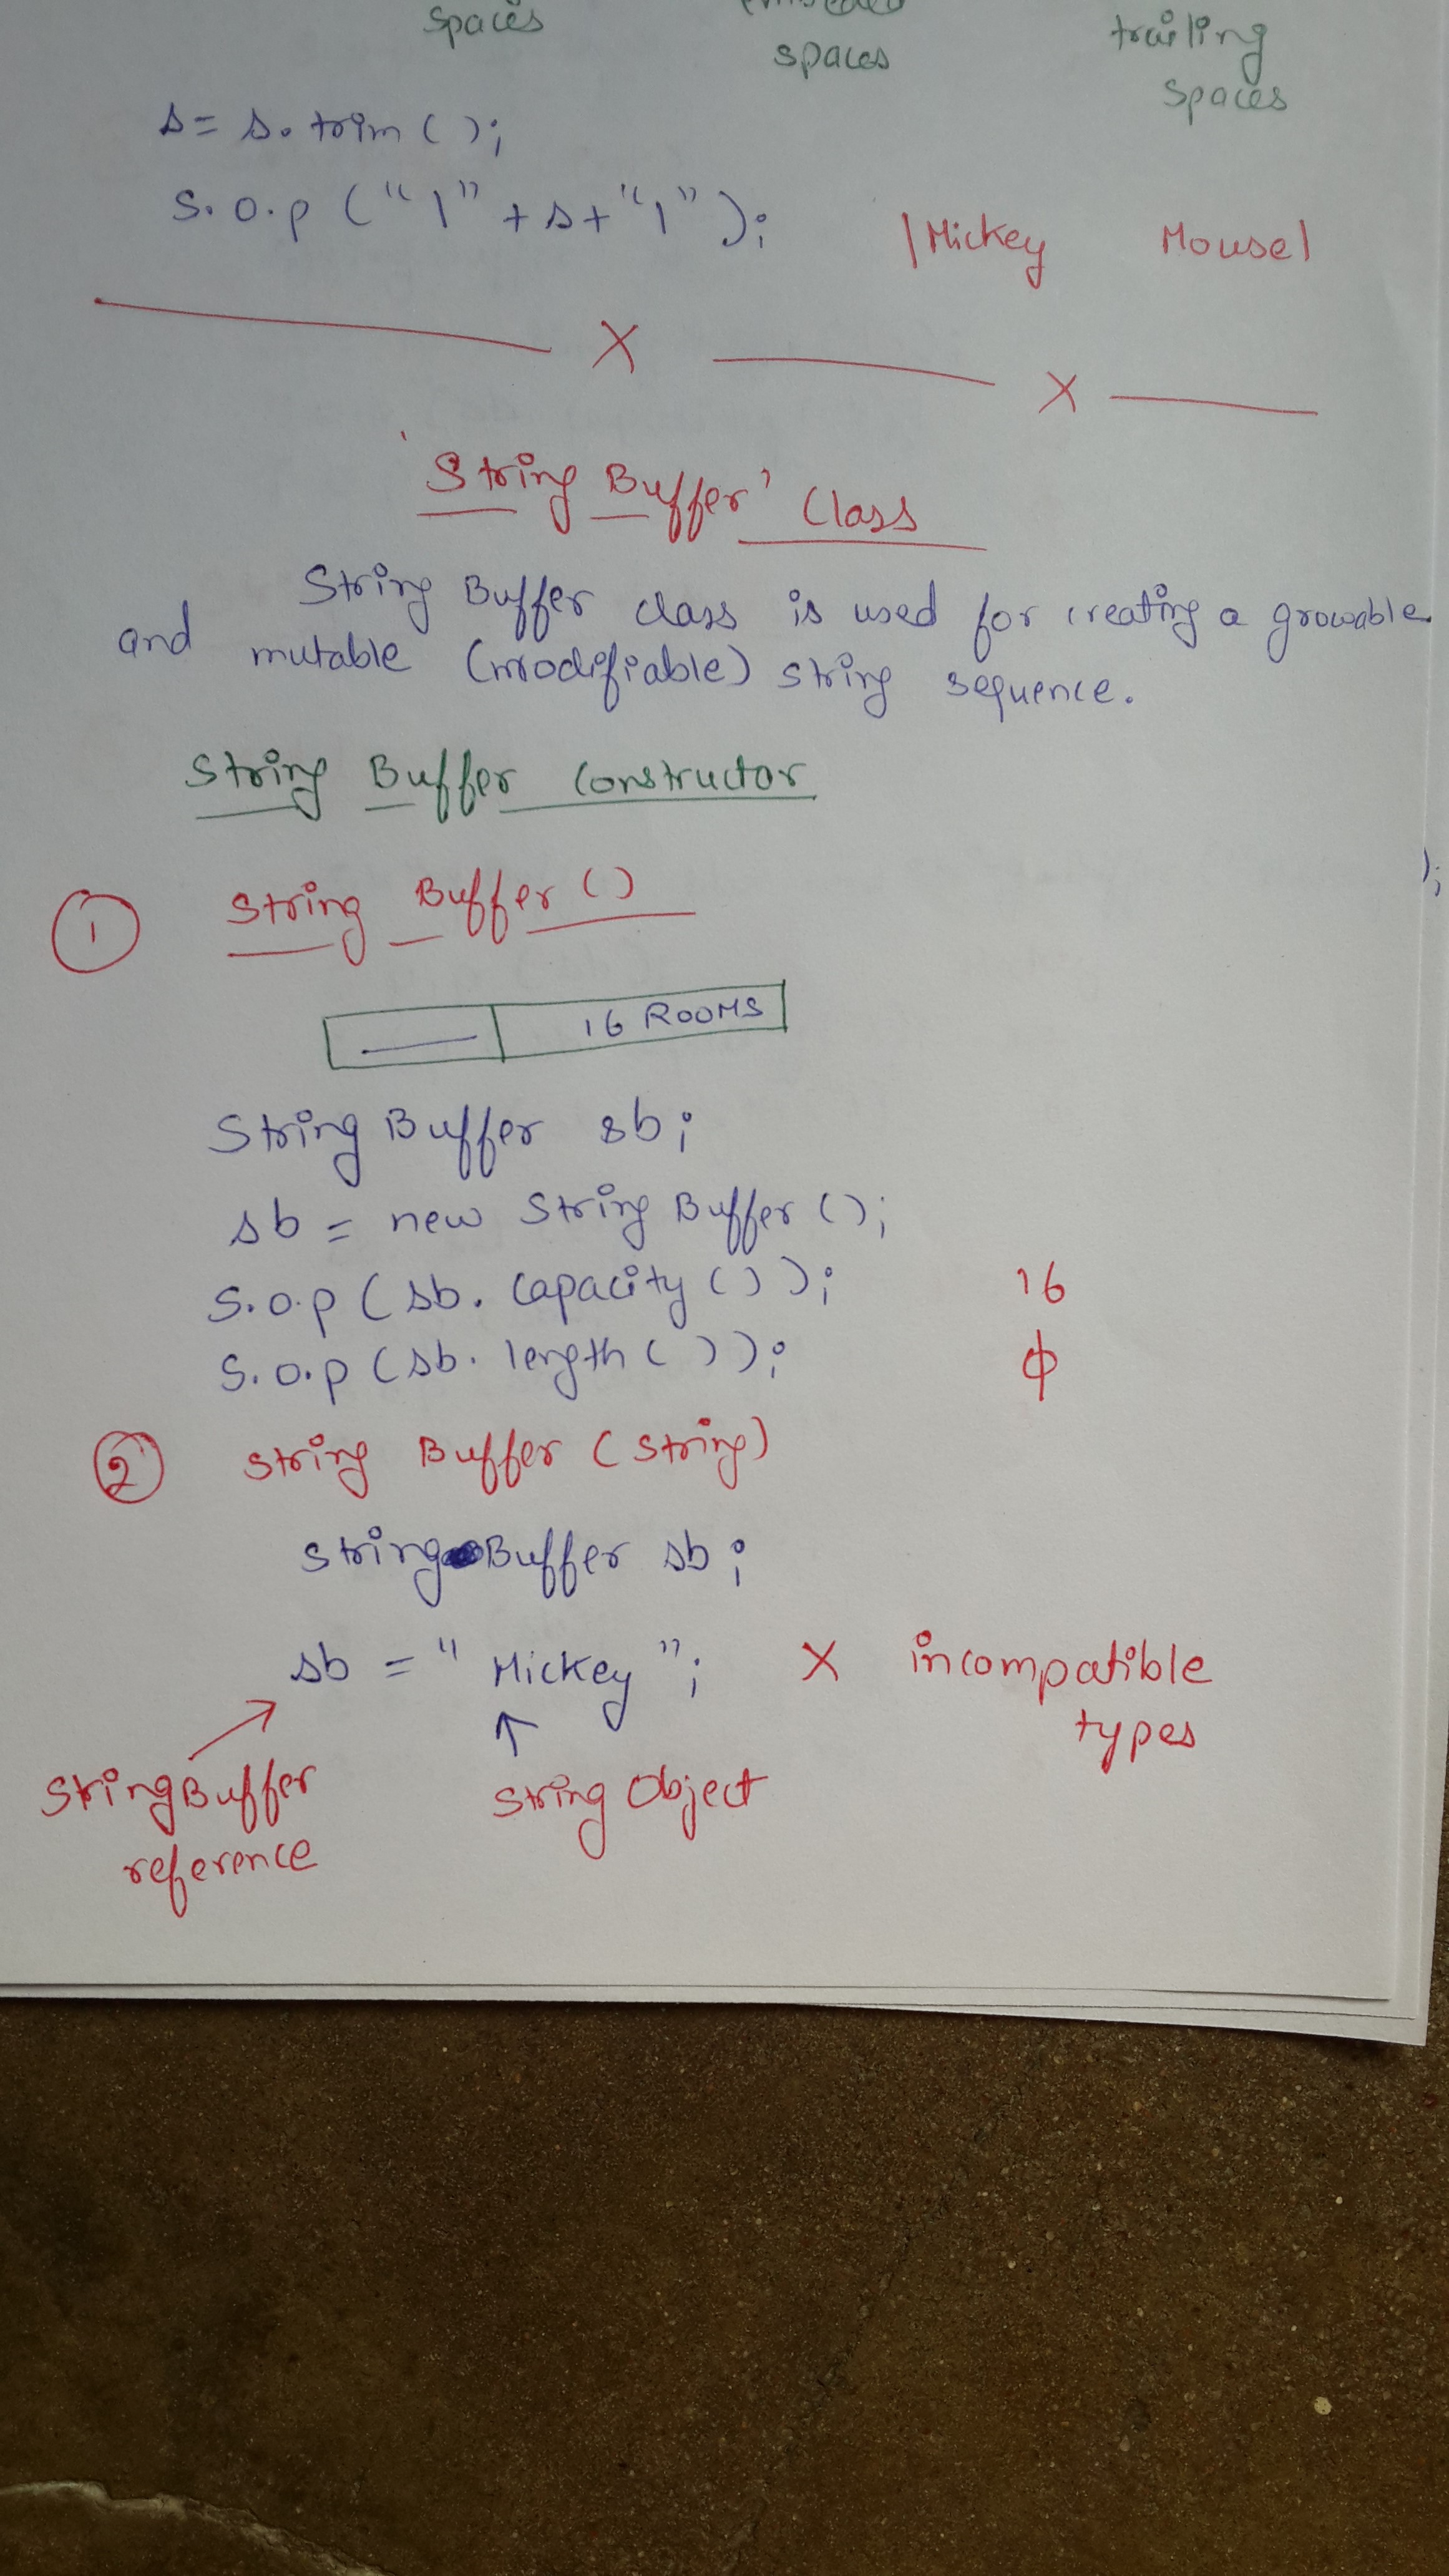 spaces spaces trailing
spaces
s = s.trim();
S.o.p("|"+s+"|"); |Mickey Mouse|
X X
'String Buffer' Class
String Buffer class is used for creating a growable
and mutable (modifiable) string sequence.
String Buffer Constructor
1 String Buffer()
16 ROOMS
String Buffer sb;
sb = new String Buffer();
S.o.p(sb.capacity()); 16
S.o.p(sb.length()); ϕ
2 String Buffer (String)
StringBuffer sb;
sb = "Mickey"; X incompatible
types
StringBuffer String Object
reference
);